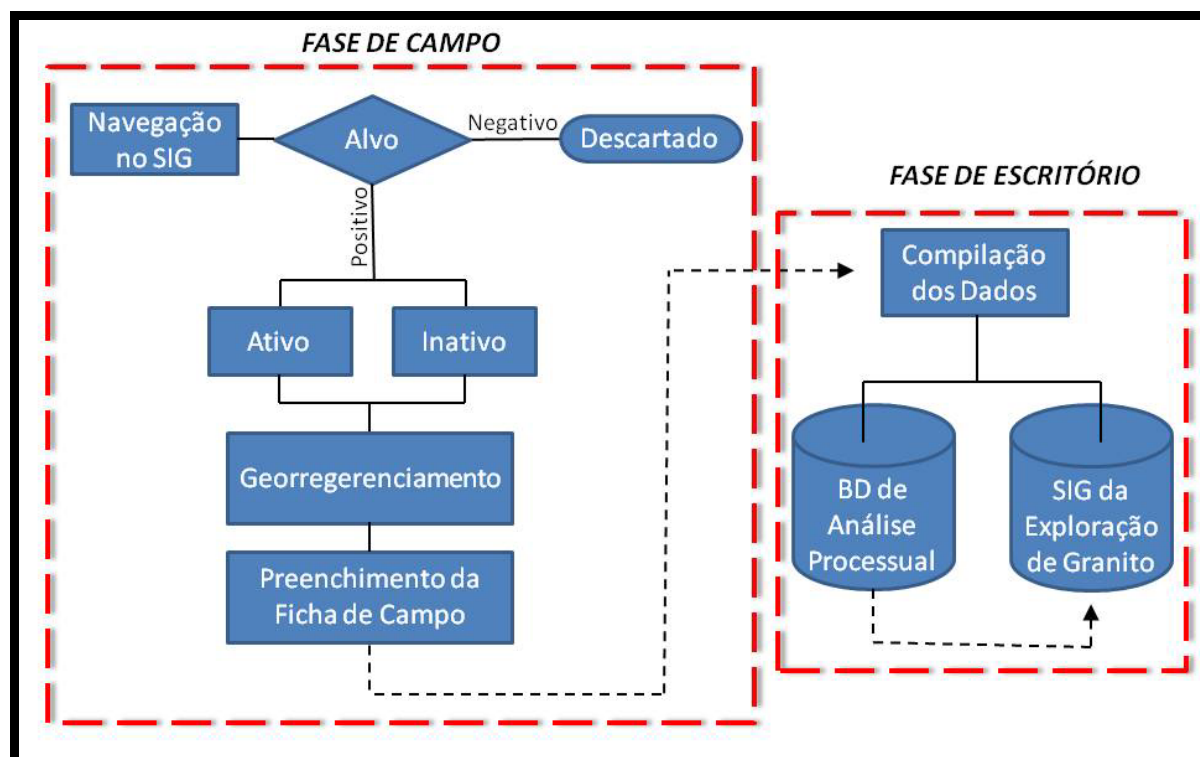 FASE DE CAMPO
Navegação
no SIG
Alvo
Negativo
Descartado
Positivo
Ativo
Inativo
Georregerenciamento
Preenchimento da
Ficha de Campo
FASE DE ESCRITÓRIO
Compilação
dos Dados
BD de
Análise
Processual
SIG da
Exploração
de Granito